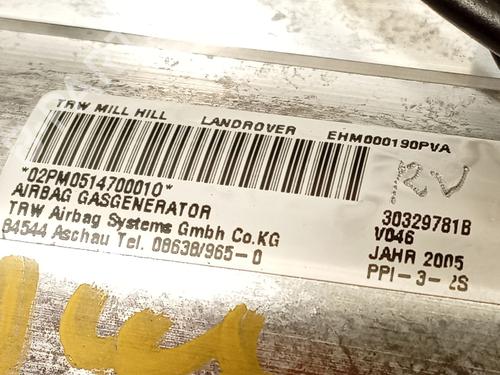 TRW MILL HILL LANDROVER EHM000190PVA
*02PM0514700010*
AIRBAG GASGENERATOR
TRW Airbag Systems Gmbh Co.KG
84544 Aschau Tel. 08638/965-0
RV
30329781B
V046
JAHR 2005
PPI-3-2S